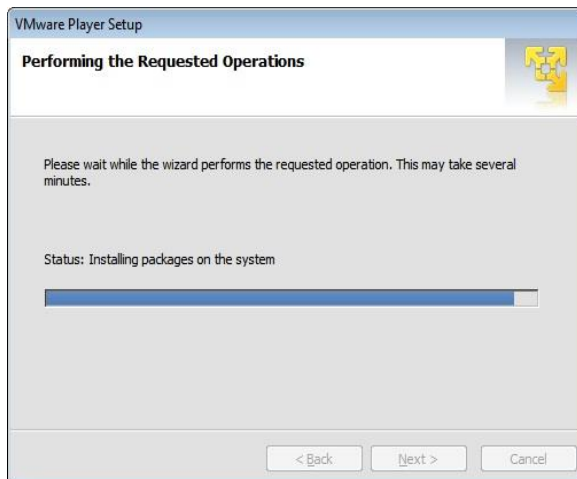 VMware Player Setup
Performing the Requested Operations
Please wait while the wizard performs the requested operation. This may take several
minutes.
Status: Installing packages on the system
< Back
Next >
Cancel